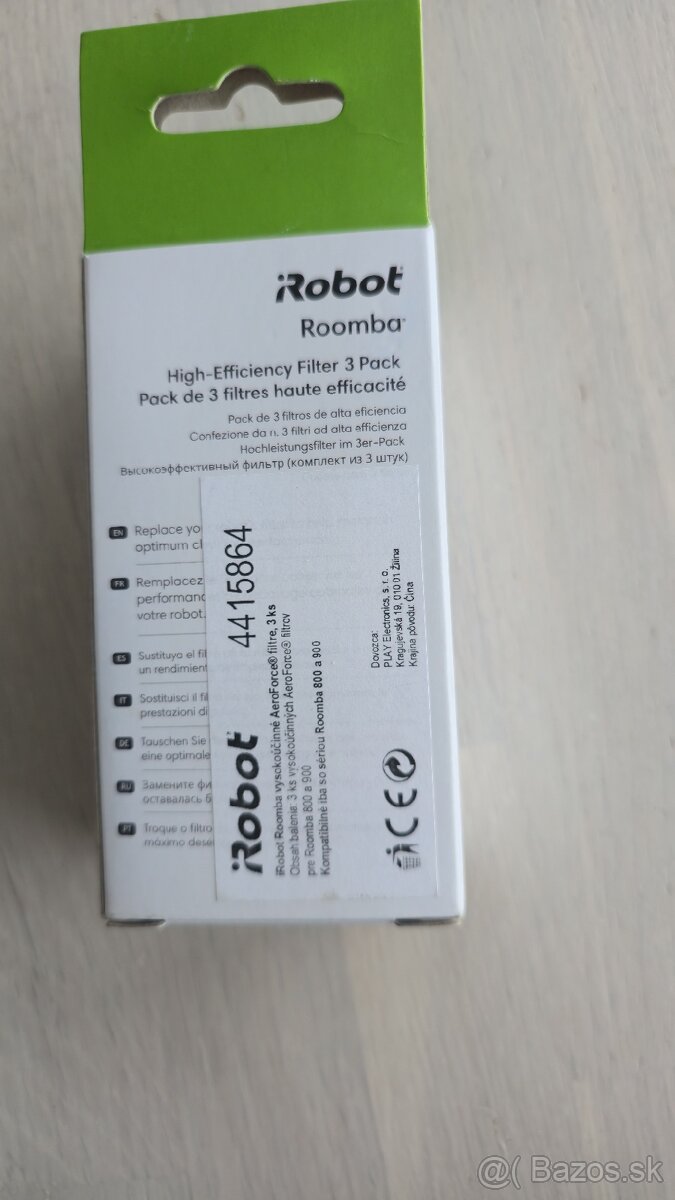 iRobot
Roomba
High-Efficiency Filter 3 Pack
Pack de 3 filtres haute efficacité
Pack de 3 filtros de alta eficiencia
Confezione da n. 3 filtri ad alta efficienza
Hochleistungsfilter im 3er-Pack
Высокоэффективный фильтр (комплект из 3 штук)
EN Replace yo
optimum cl
FR Remplacez
performanc
votre robot.
ES Sustituya el fil
un rendimient
IT Sostituisci il fi
prestazioni di
DE Tauschen Sie
eine optimale
RU Замените фи
оставалась б
PT Troque o filtro
máximo dese
iRobot 4415864
iRobot Roomba vysokoúčinné AeroForce® filtre, 3 ks
Obsah balenia: 3 ks vysokoúčinných AeroForce® filtrov
pre Roomba 800 a 900
Kompatibilné iba so sériou Roomba 800 a 900
Dovozca:
PLAY Electronics, s. r. o.
Kragujevská 19, 010 01 Žilina
Krajina pôvodu: Čína
CE
@( Bazos.sk